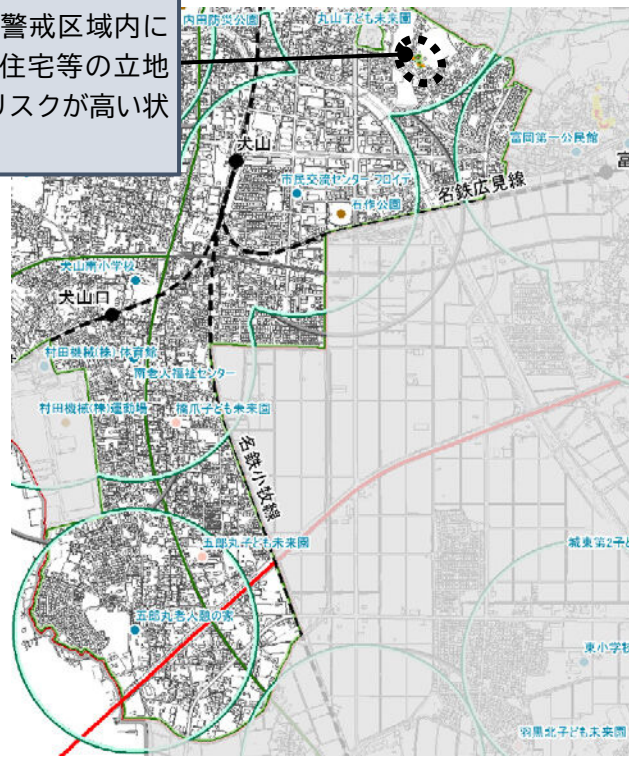 警戒区域内に
住宅等の立地
リスクが高い状
内田防災公園
丸山子ども未来園
富岡第一公民館
富
犬山
市民交流センターフロイデ
名鉄広見線
石作公園
犬山南小学校
犬山口
村田機械(株)体育館
南老人福祉センター
村田機械(株)運動場
橋爪子ども未来園
名鉄小牧線
五郎丸子ども未来園
城東第2子ど
五郎丸老人憩の家
東小学校
羽黒北子ども未来園